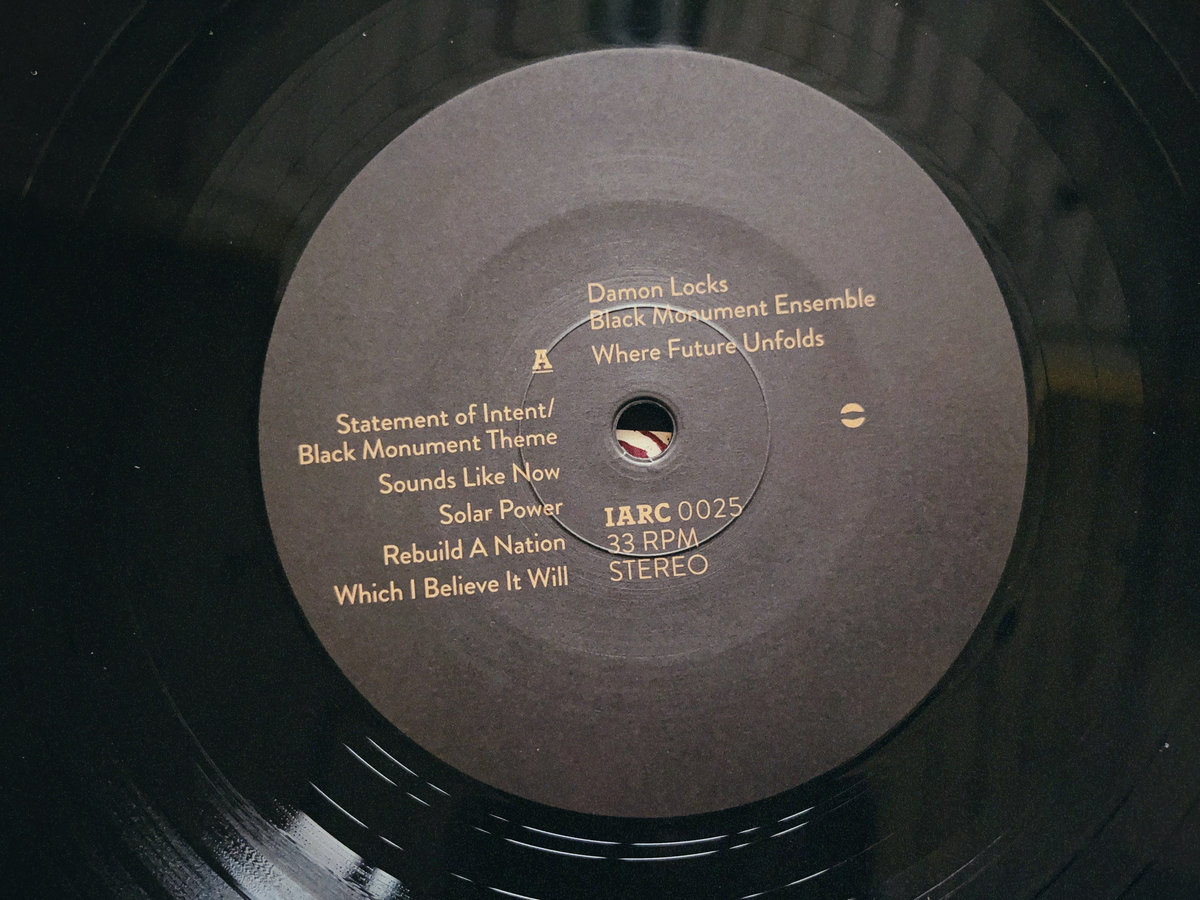 Damon Locks
Black Monument Ensemble
Where Future Unfolds
A
Statement of Intent/
Black Monument Theme
Sounds Like Now
Solar Power
Rebuild A Nation
Which I Believe It Will
IARC 0025
33 RPM
STEREO